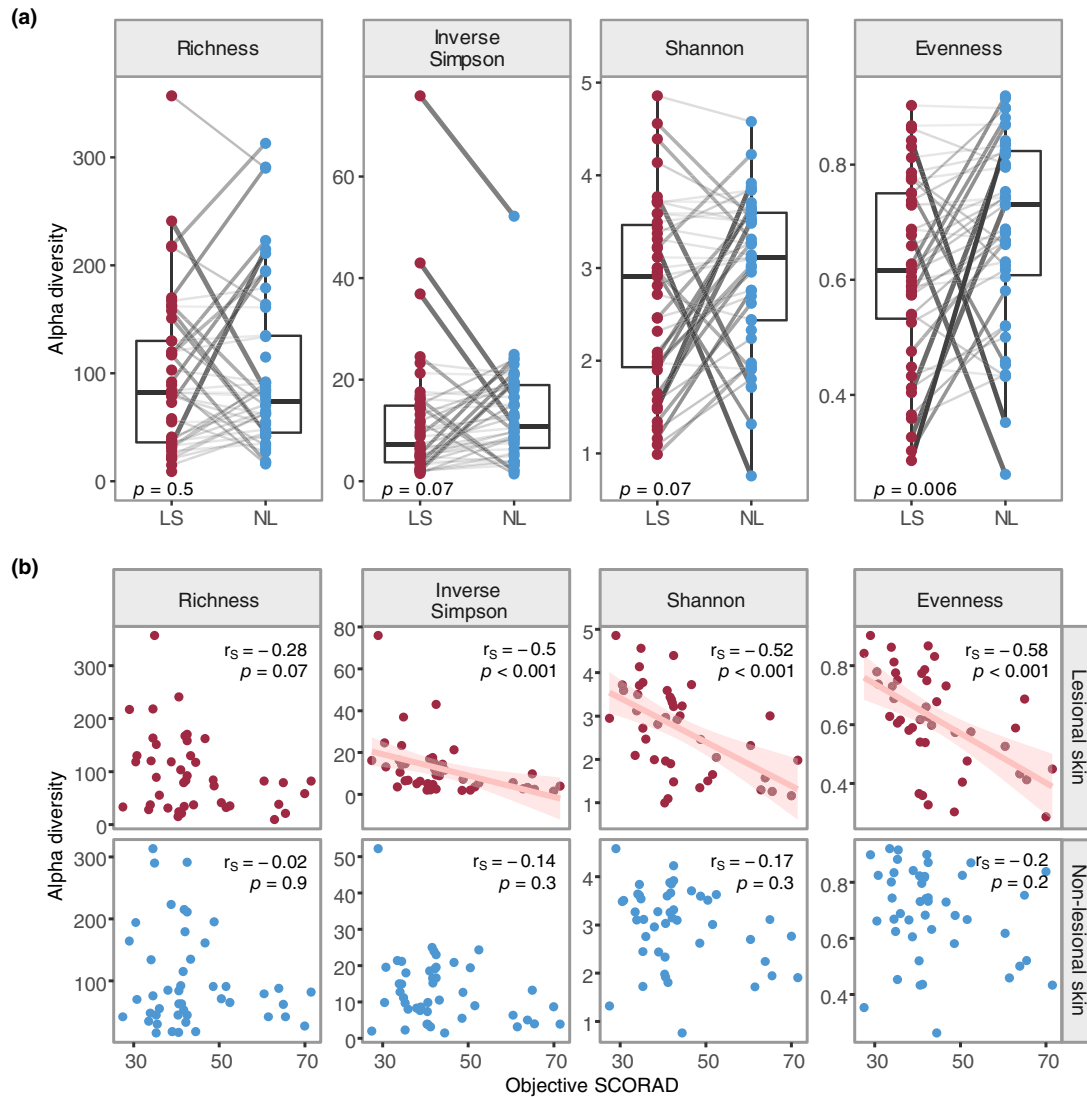 (a)
Richness
Inverse
Simpson
Shannon
Evenness
Alpha diversity
300
200
100
0
60
40
20
0
5
4
3
2
1
0.8
0.6
0.4
p = 0.5
p = 0.07
p = 0.07
p = 0.006
LS NL
LS NL
LS NL
LS NL
(b)
Richness
Inverse
Simpson
Shannon
Evenness
Alpha diversity
300
200
100
0
rS = −0.28
p = 0.07
80
60
40
20
0
rS = −0.5
p < 0.001
5
4
3
2
1
rS = −0.52
p < 0.001
0.8
0.6
0.4
rS = −0.58
p < 0.001
Lesional skin
300
200
100
rS = −0.02
p = 0.9
50
40
30
20
10
0
rS = −0.14
p = 0.3
4
3
2
1
rS = −0.17
p = 0.3
0.8
0.6
0.4
rS = −0.2
p = 0.2
Non-lesional skin
30 50 70
30 50 70
30 50 70
30 50 70
Objective SCORAD